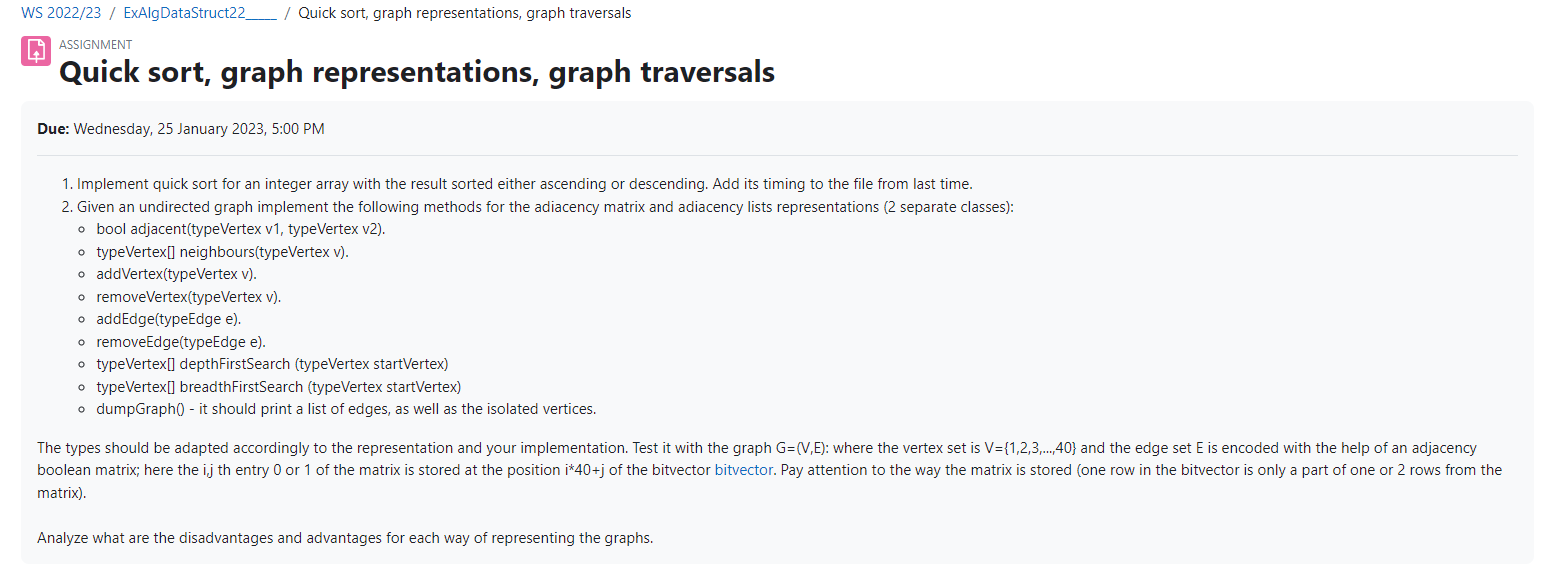 WS 2022/23 / ExAlgDataStruct22_____ / Quick sort, graph representations, graph traversals
ASSIGNMENT
Quick sort, graph representations, graph traversals
Due: Wednesday, 25 January 2023, 5:00 PM
1. Implement quick sort for an integer array with the result sorted either ascending or descending. Add its timing to the file from last time.
2. Given an undirected graph implement the following methods for the adiacency matrix and adiacency lists representations (2 separate classes):
○ bool adjacent(typeVertex v1, typeVertex v2).
○ typeVertex[] neighbours(typeVertex v).
○ addVertex(typeVertex v).
○ removeVertex(typeVertex v).
○ addEdge(typeEdge e).
○ removeEdge(typeEdge e).
○ typeVertex[] depthFirstSearch (typeVertex startVertex)
○ typeVertex[] breadthFirstSearch (typeVertex startVertex)
○ dumpGraph() - it should print a list of edges, as well as the isolated vertices.
The types should be adapted accordingly to the representation and your implementation. Test it with the graph G=(V,E): where the vertex set is V={1,2,3,...,40} and the edge set E is encoded with the help of an adjacency
boolean matrix; here the i,j th entry 0 or 1 of the matrix is stored at the position i*40+j of the bitvector bitvector. Pay attention to the way the matrix is stored (one row in the bitvector is only a part of one or 2 rows from the
matrix).
Analyze what are the disadvantages and advantages for each way of representing the graphs.